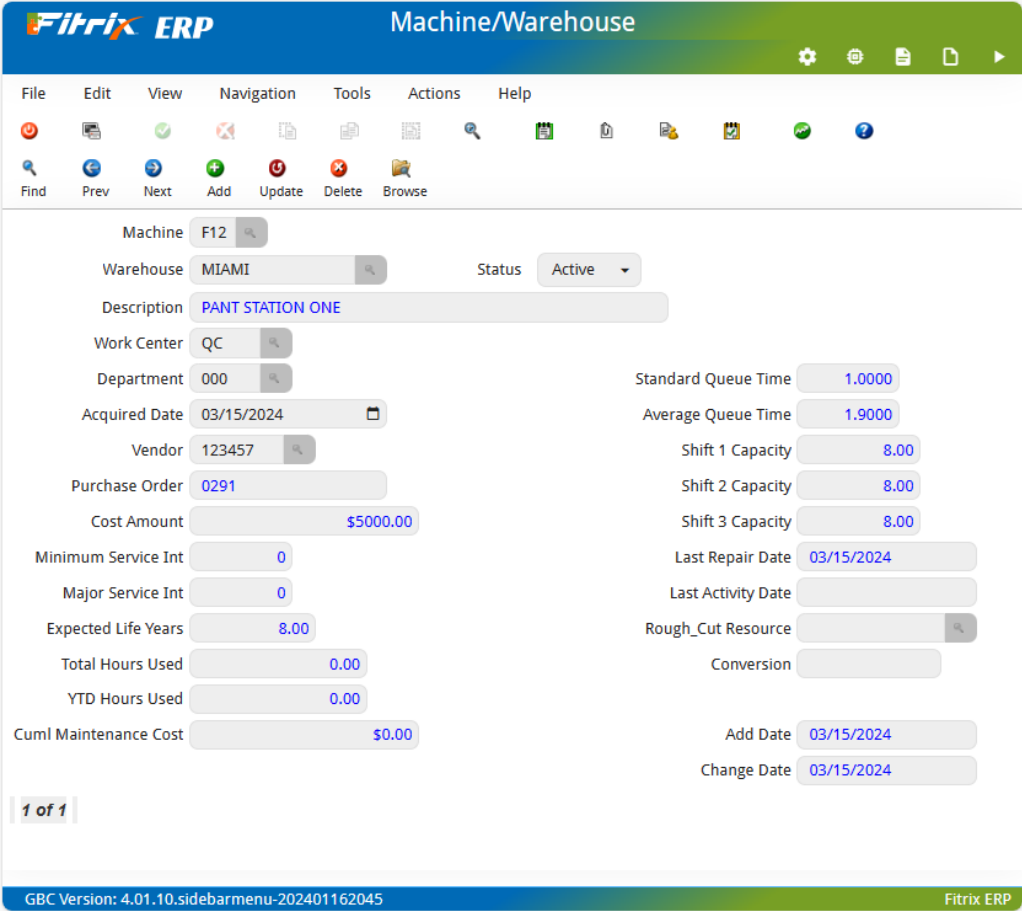 Fitrix ERP
Machine/Warehouse
File Edit View Navigation Tools Actions Help
Find Prev Next Add Update Delete Browse
Machine F12
Warehouse MIAMI Status Active
Description PANT STATION ONE
Work Center QC
Department 000 Standard Queue Time 1.0000
Acquired Date 03/15/2024 Average Queue Time 1.9000
Vendor 123457 Shift 1 Capacity 8.00
Purchase Order 0291 Shift 2 Capacity 8.00
Cost Amount $5000.00 Shift 3 Capacity 8.00
Minimum Service Int 0 Last Repair Date 03/15/2024
Major Service Int 0 Last Activity Date
Expected Life Years 8.00 Rough_Cut Resource
Total Hours Used 0.00 Conversion
YTD Hours Used 0.00
Cuml Maintenance Cost $0.00 Add Date 03/15/2024
Change Date 03/15/2024
1 of 1
GBC Version: 4.01.10.sidebarmenu-202401162045 Fitrix ERP